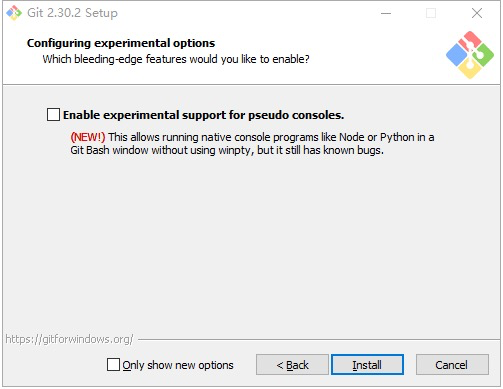 Git 2.30.2 Setup
Configuring experimental options
Which bleeding-edge features would you like to enable?
Enable experimental support for pseudo consoles.
(NEW!) This allows running native console programs like Node or Python in a
Git Bash window without using winpty, but it still has known bugs.
https://gitforwindows.org/
Only show new options
< Back
Install
Cancel